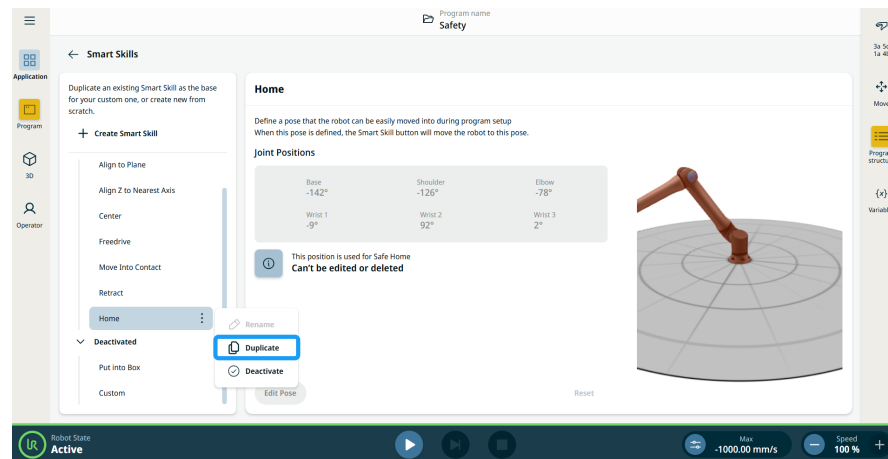 Program name
Safety
Smart Skills
Application
Program
3D
Operator
Duplicate an existing Smart Skill as the base
for your custom one, or create new from
scratch.
Create Smart Skill
Align to Plane
Align Z to Nearest Axis
Center
Freedrive
Move Into Contact
Retract
Home
Deactivated
Put into Box
Custom
Rename
Duplicate
Deactivate
Home
Define a pose that the robot can be easily moved into during program setup
When this pose is defined, the Smart Skill button will move the robot to this pose.
Joint Positions
Base Shoulder Elbow
-142° -126° -78°
Wrist 1 Wrist 2 Wrist 3
-9° 92° 2°
This position is used for Safe Home
Can't be edited or deleted
Edit Pose Reset
3a 5c
1a 40
Move
Program
structu
{x}
Variabl
Robot State
Active
Max
-1000.00 mm/s
Speed
100 %